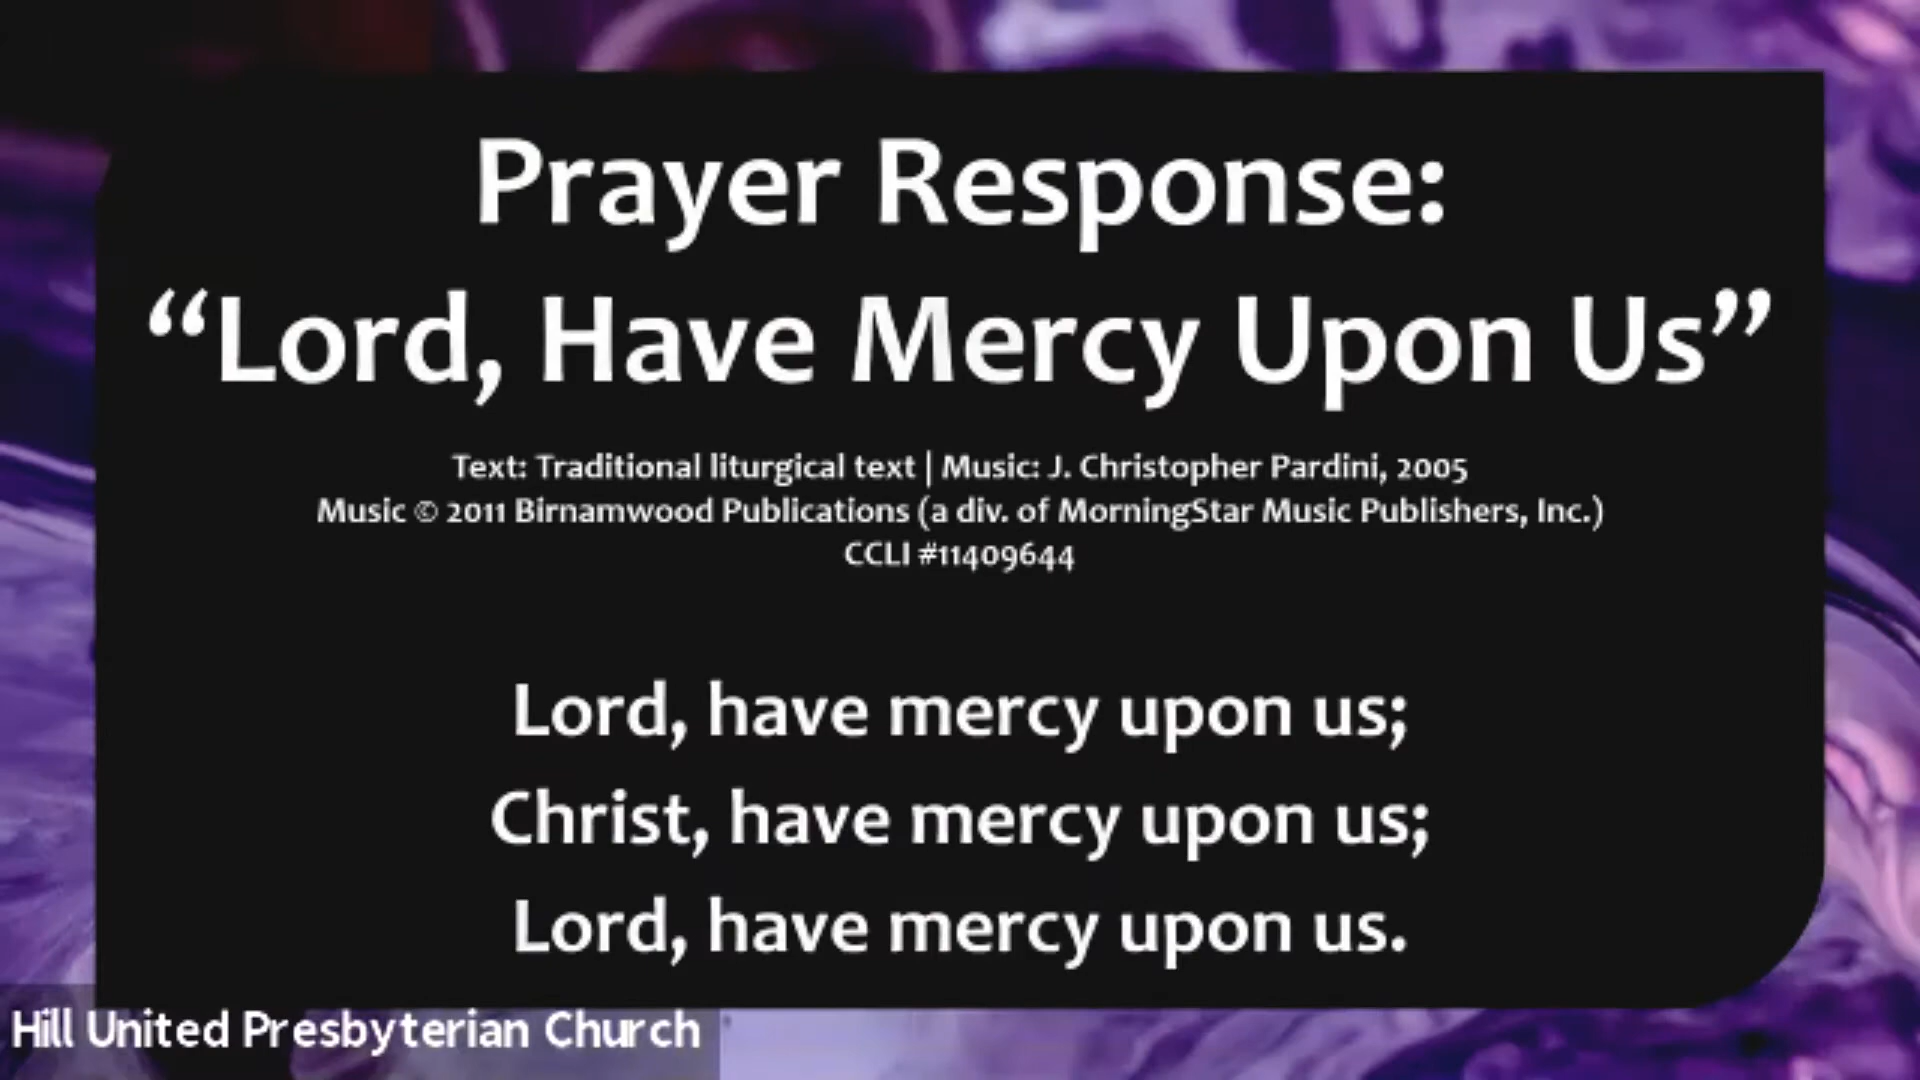 Prayer Response:
“Lord, Have Mercy Upon Us”
Text: Traditional liturgical text | Music: J. Christopher Pardini, 2005
Music © 2011 Birnamwood Publications (a div. of MorningStar Music Publishers, Inc.)
CCLI #11409644
Lord, have mercy upon us;
Christ, have mercy upon us;
Lord, have mercy upon us.
Hill United Presbyterian Church